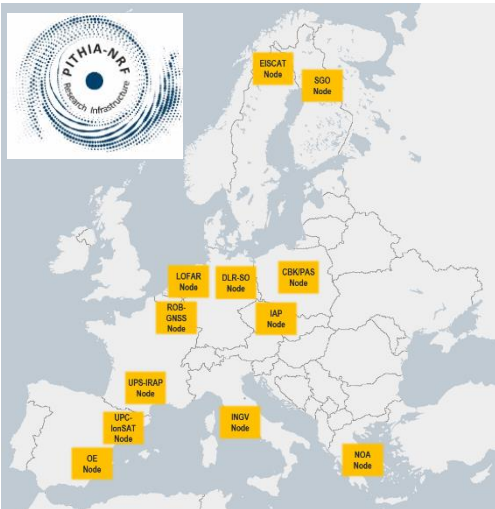 PITHIA-NRF
Research Infrastructure
EISCAT
Node
SGO
Node
LOFAR
Node
DLR-SO
Node
CBK/PAS
Node
ROB-
GNSS
Node
IAP
Node
UPS-IRAP
Node
UPC-
IonSAT
Node
OE
Node
INGV
Node
NOA
Node